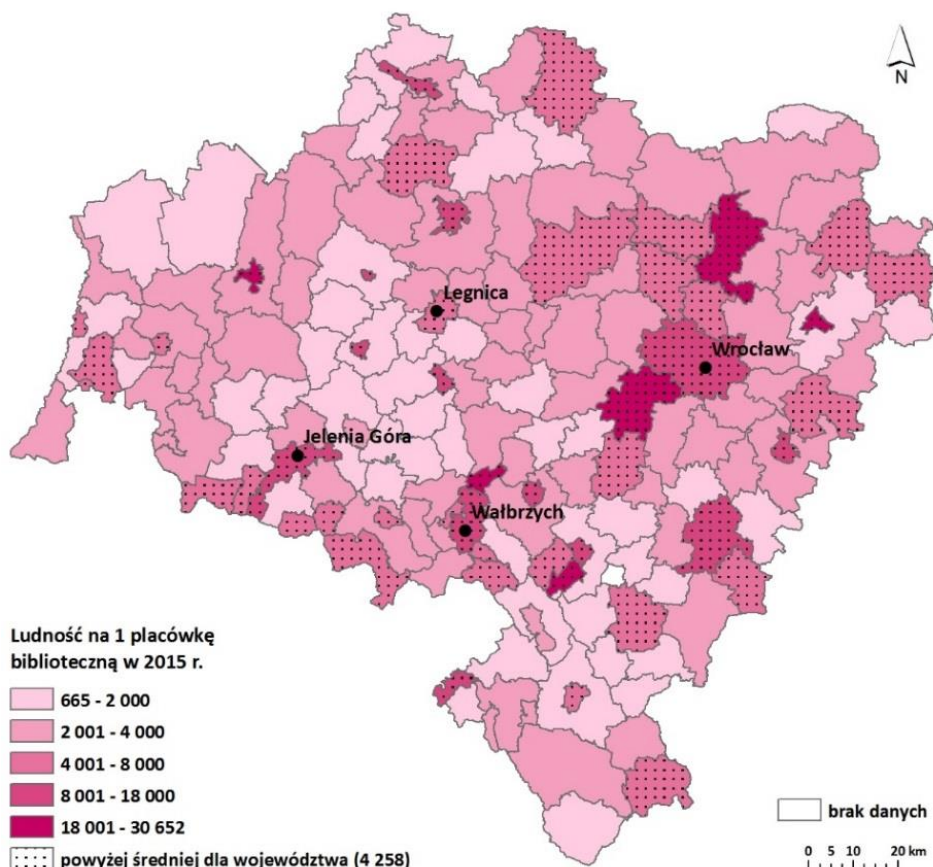 N
Legnica
Wrocław
Jelenia Góra
Wałbrzych
Ludność na 1 placówkę
biblioteczną w 2015 r.
665 - 2 000
2 001 - 4 000
4 001 - 8 000
8 001 - 18 000
18 001 - 30 652
powyżej średniej dla województwa (4 258)
brak danych
0 5 10 20 km